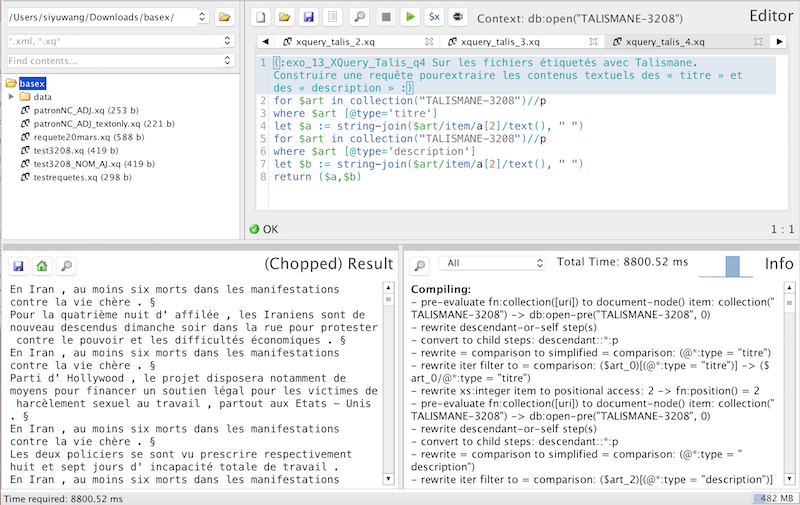 /Users/siyuwang/Downloads/basex/
*.xml, *.xq*
Find contents...
basex
data
patronNC_ADJ.xq (253 b)
patronNC_ADJ_textonly.xq (221 b)
requete20mars.xq (588 b)
test3208.xq (419 b)
test3208_NOM_AJ.xq (419 b)
testrequetes.xq (298 b)
$x Context: db:open("TALISMANE-3208") Editor
xquery_talis_2.xq xquery_talis_3.xq xquery_talis_4.xq
1 (:exo_13_XQuery_Talis_q4 Sur les fichiers étiquetés avec Talismane.
Construire une requête pourextraire les contenus textuels des « titre » et
des « description » :)
2 for $art in collection("TALISMANE-3208")//p
3 where $art [@type='titre']
4 let $a := string-join($art/item/a[2]/text(), " ")
5 for $art in collection("TALISMANE-3208")//p
6 where $art [@type='description']
7 let $b := string-join($art/item/a[2]/text(), " ")
8 return ($a,$b)
OK 1 : 1
(Chopped) Result
En Iran , au moins six morts dans les manifestations
contre la vie chère . §
Pour la quatrième nuit d' affilée , les Iraniens sont de
nouveau descendus dimanche soir dans la rue pour protester
contre le pouvoir et les difficultés économiques . §
En Iran , au moins six morts dans les manifestations
contre la vie chère . §
Parti d' Hollywood , le projet disposera notamment de
moyens pour financer un soutien légal pour les victimes de
harcèlement sexuel au travail , partout aux Etats - Unis
. §
En Iran , au moins six morts dans les manifestations
contre la vie chère . §
Les deux policiers se sont vu prescrire respectivement
huit et sept jours d' incapacité totale de travail .
En Iran , au moins six morts dans les manifestations
All Total Time: 8800.52 ms Info
Compiling:
- pre-evaluate fn:collection([uri]) to document-node() item: collection("
TALISMANE-3208") -> db:open-pre("TALISMANE-3208", 0)
- rewrite descendant-or-self step(s)
- convert to child steps: descendant::*:p
- rewrite = comparison to simplified = comparison: (@*:type = "titre")
- rewrite iter filter to = comparison: ($art_0)[(@*:type = "titre")] -> ($
art_0/@*:type = "titre")
- rewrite xs:integer item to positional access: 2 -> fn:position() = 2
- pre-evaluate fn:collection([uri]) to document-node() item: collection("
TALISMANE-3208") -> db:open-pre("TALISMANE-3208", 0)
- rewrite descendant-or-self step(s)
- convert to child steps: descendant::*:p
- rewrite = comparison to simplified = comparison: (@*:type = "
description")
- rewrite iter filter to = comparison: ($art_2)[(@*:type = "description")]
Time required: 8800.52 ms 482 MB